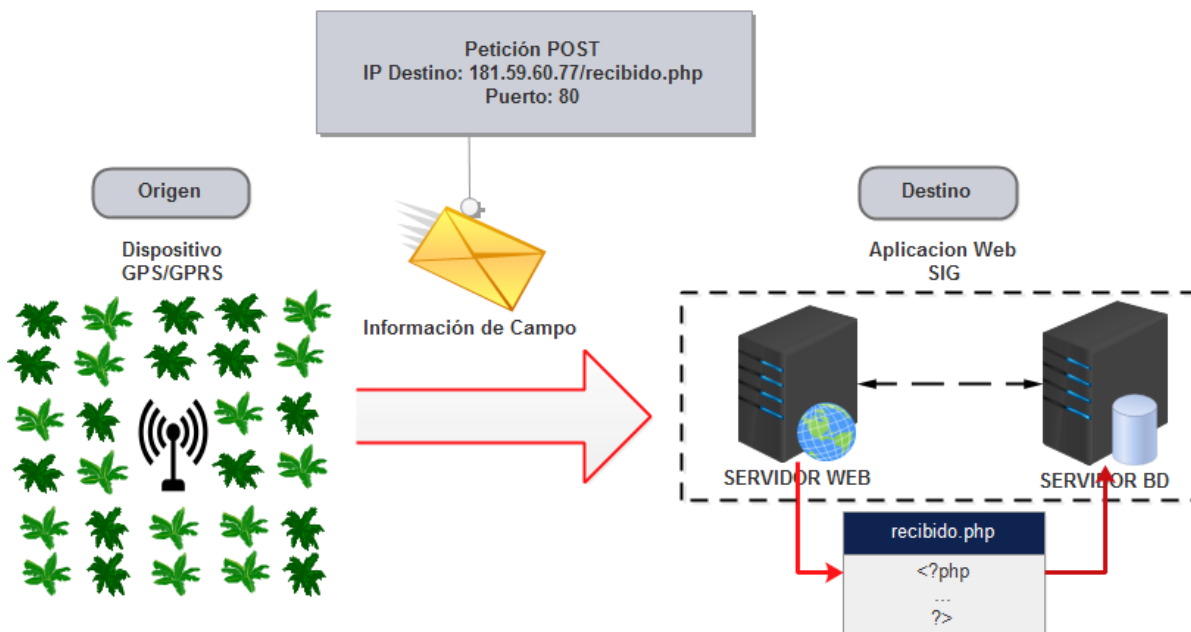 Petición POST
IP Destino: 181.59.60.77/recibido.php
Puerto: 80
Origen
Destino
Dispositivo
GPS/GPRS
Aplicacion Web
SIG
Información de Campo
SERVIDOR WEB
SERVIDOR BD
recibido.php
<?php
...
?>